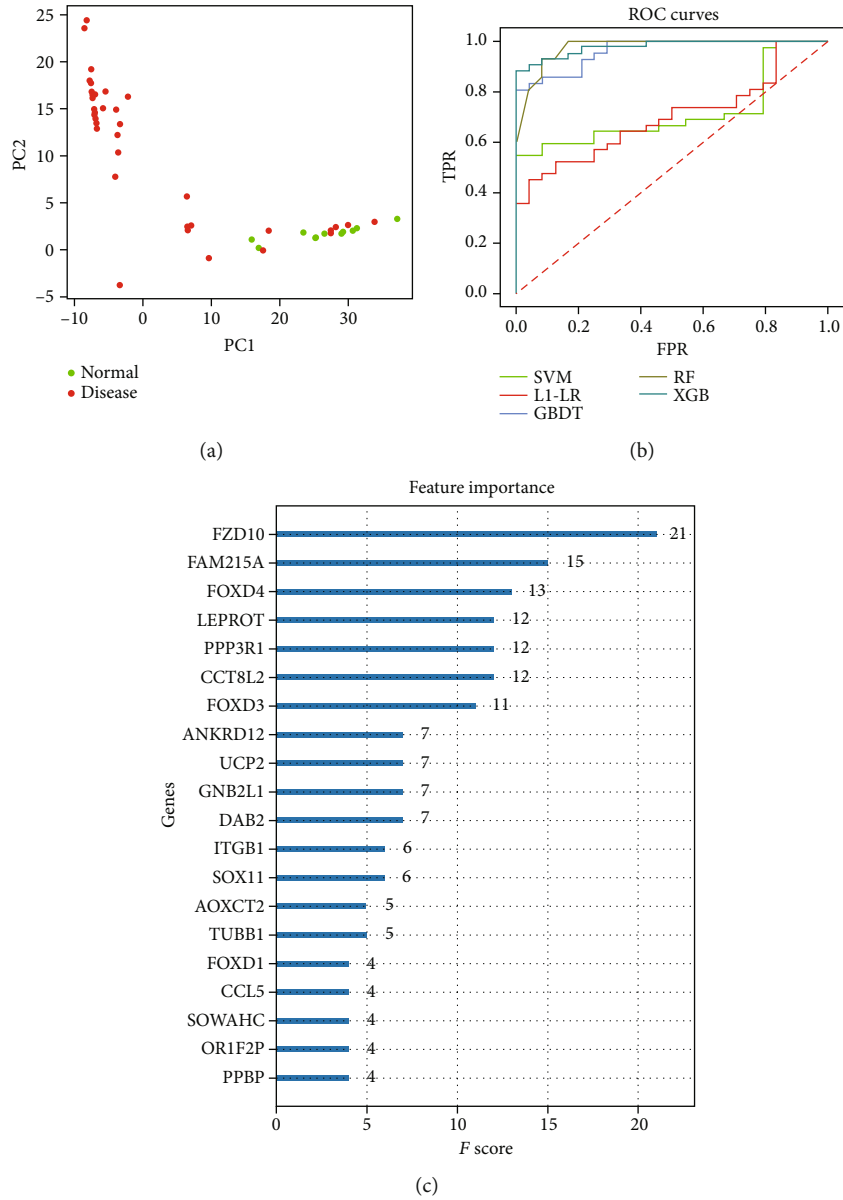 25
20
15
10
5
0
−5
PC2
−10
0
10
20
30
PC1
Normal
Disease
(a)
ROC curves
1.0
0.8
0.6
0.4
0.2
0.0
TPR
0.0
0.2
0.4
0.6
0.8
1.0
FPR
SVM
L1-LR
GBDT
RF
XGB
(b)
Feature importance
Genes
FZD10 21
FAM215A 15
FOXD4 13
LEPROT 12
PPP3R1 12
CCT8L2 12
FOXD3 11
ANKRD12 7
UCP2 7
GNB2L1 7
DAB2 7
ITGB1 6
SOX11 6
AOXCT2 5
TUBB1 5
FOXD1 4
CCL5 4
SOWAHC 4
OR1F2P 4
PPBP 4
0
5
10
15
20
F score
(c)